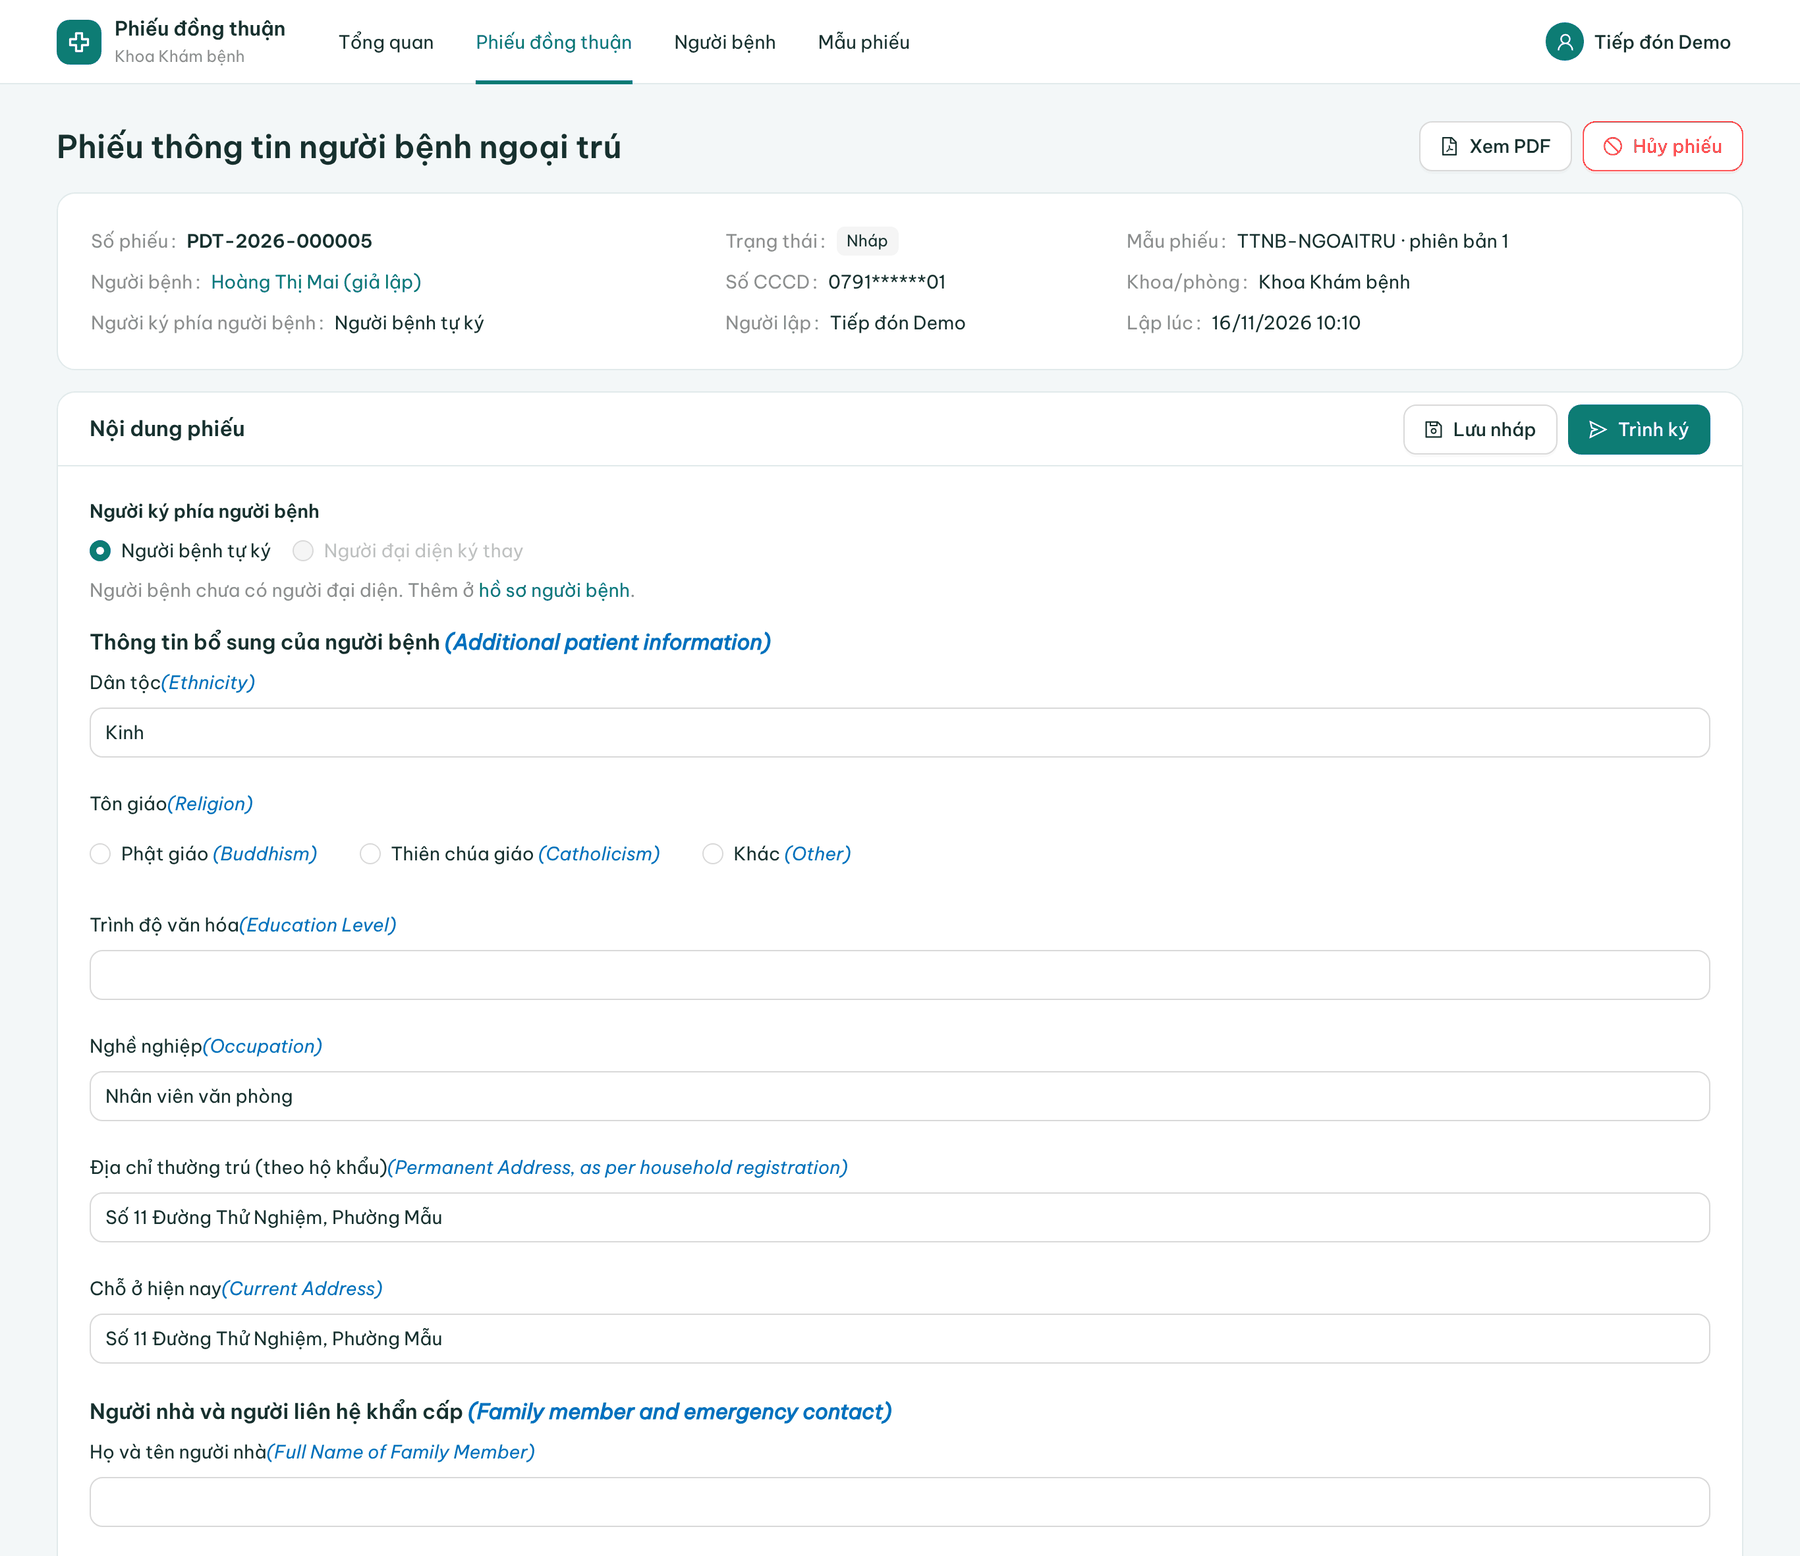 Phiếu đồng thuận
Khoa Khám bệnh
Tổng quan
Phiếu đồng thuận
Người bệnh
Mẫu phiếu
Tiếp đón Demo
Phiếu thông tin người bệnh ngoại trú
Xem PDF
Hủy phiếu
Số phiếu: PDT-2026-000005
Trạng thái: Nháp
Mẫu phiếu: TTNB-NGOAITRU · phiên bản 1
Người bệnh: Hoàng Thị Mai (giả lập)
Số CCCD: 0791******01
Khoa/phòng: Khoa Khám bệnh
Người ký phía người bệnh: Người bệnh tự ký
Người lập: Tiếp đón Demo
Lập lúc: 16/11/2026 10:10
Nội dung phiếu
Lưu nháp
Trình ký
Người ký phía người bệnh
Người bệnh tự ký
Người đại diện ký thay
Người bệnh chưa có người đại diện. Thêm ở hồ sơ người bệnh.
Thông tin bổ sung của người bệnh (Additional patient information)
Dân tộc(Ethnicity)
Kinh
Tôn giáo(Religion)
Phật giáo (Buddhism)
Thiên chúa giáo (Catholicism)
Khác (Other)
Trình độ văn hóa(Education Level)
Nghề nghiệp(Occupation)
Nhân viên văn phòng
Địa chỉ thường trú (theo hộ khẩu)(Permanent Address, as per household registration)
Số 11 Đường Thử Nghiệm, Phường Mẫu
Chỗ ở hiện nay(Current Address)
Số 11 Đường Thử Nghiệm, Phường Mẫu
Người nhà và người liên hệ khẩn cấp (Family member and emergency contact)
Họ và tên người nhà(Full Name of Family Member)